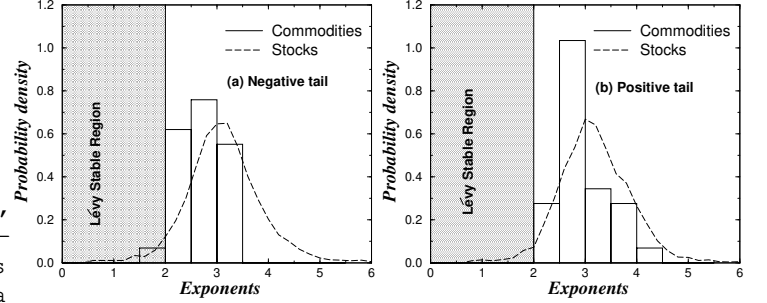 Commodities
Stocks
(a) Negative tail
Lévy Stable Region
Probability density
0.0
0.2
0.4
0.6
0.8
1.0
1.2
0 1 2 3 4 5 6
Exponents
Commodities
Stocks
(b) Positive tail
Lévy Stable Region
Probability density
0.0
0.2
0.4
0.6
0.8
1.0
1.2
0 1 2 3 4 5 6
Exponents
,
–
s
a